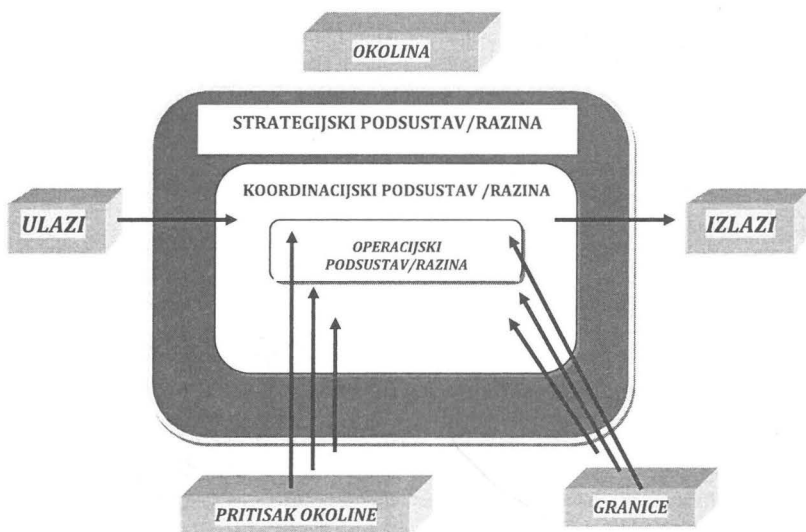 OKOLINA
STRATEGIJSKI PODSUSTAV/RAZINA
KOORDINACIJSKI PODSUSTAV /RAZINA
ULAZI
IZLAZI
OPERACIJSKI
PODSUSTAV/RAZINA
PRITISAK OKOLINE
GRANICE